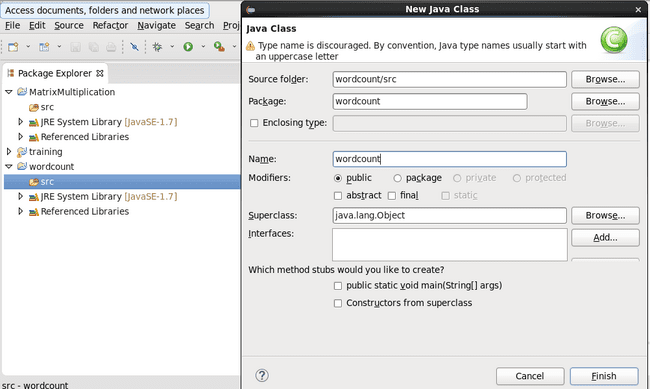 Access documents, folders and network places
File Edit Source Refactor Navigate Search Proj
Package Explorer
MatrixMultiplication
src
JRE System Library [JavaSE-1.7]
Referenced Libraries
training
wordcount
src
JRE System Library [JavaSE-1.7]
Referenced Libraries
src - wordcount
New Java Class
Java Class
Type name is discouraged. By convention, Java type names usually start with
an uppercase letter
Source folder: wordcount/src Browse...
Package: wordcount Browse...
Enclosing type: Browse...
Name: wordcount
Modifiers: public package private protected
abstract final static
Superclass: java.lang.Object Browse...
Interfaces: Add...
Which method stubs would you like to create?
public static void main(String[] args)
Constructors from superclass
Cancel Finish